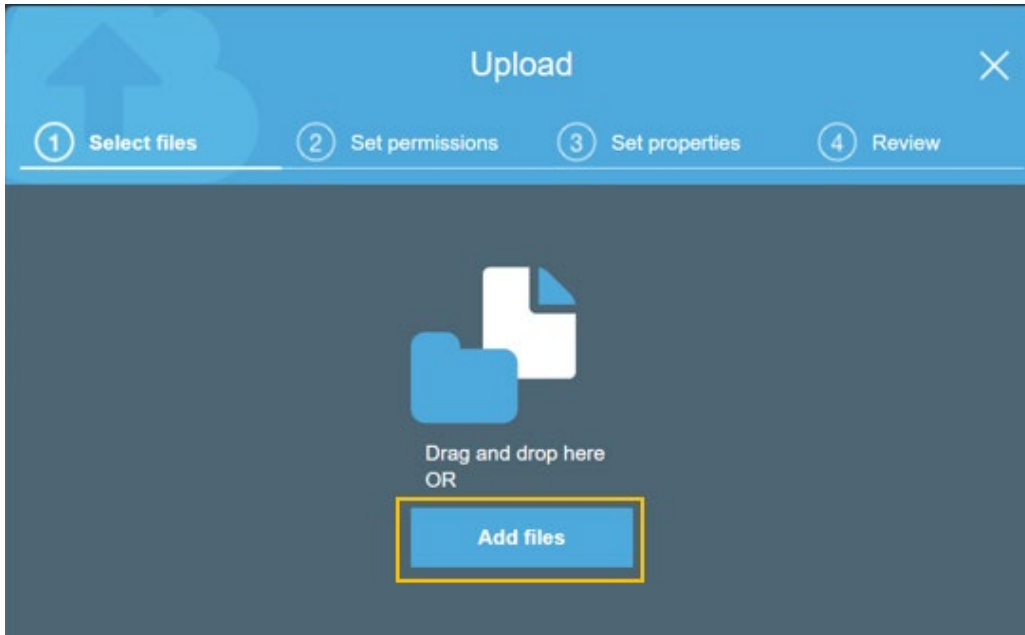 Upload
1 Select files
2 Set permissions
3 Set properties
4 Review
Drag and drop here
OR
Add files